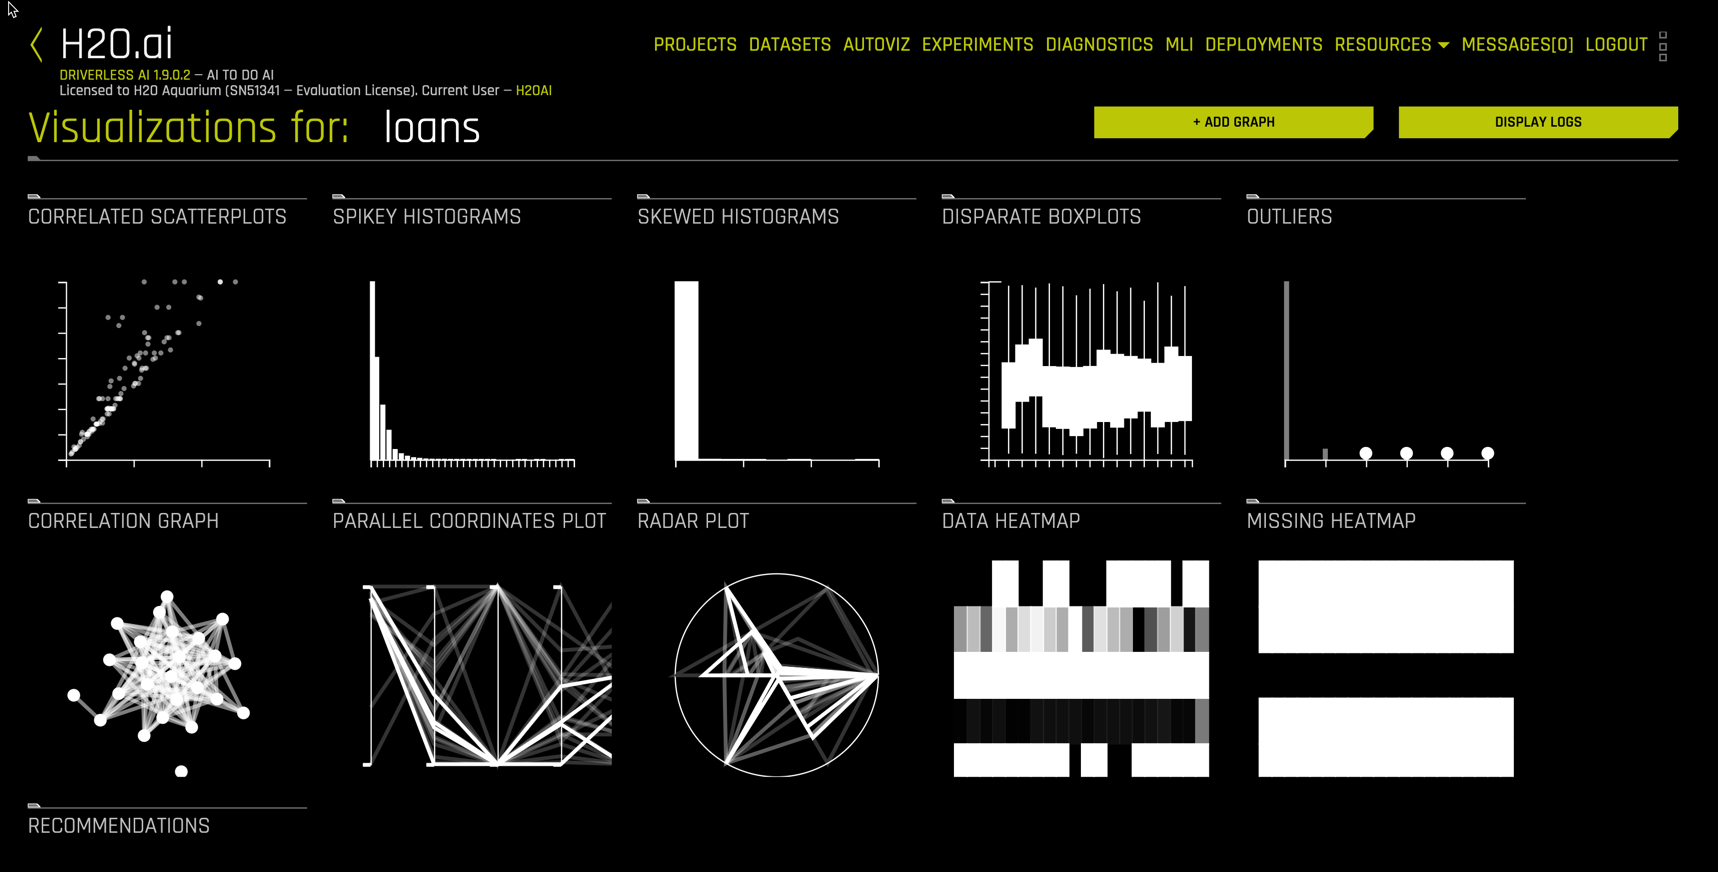 H2O.ai
PROJECTS DATASETS AUTOVIZ EXPERIMENTS DIAGNOSTICS MLI DEPLOYMENTS RESOURCES MESSAGES[0] LOGOUT
DRIVERLESS AI 1.9.0.2 — AI TO DO AI
Licensed to H2O Aquarium (SN51341 — Evaluation License). Current User — H2OAI
Visualizations for: loans
+ ADD GRAPH
DISPLAY LOGS
CORRELATED SCATTERPLOTS
SPIKEY HISTOGRAMS
SKEWED HISTOGRAMS
DISPARATE BOXPLOTS
OUTLIERS
CORRELATION GRAPH
PARALLEL COORDINATES PLOT
RADAR PLOT
DATA HEATMAP
MISSING HEATMAP
RECOMMENDATIONS